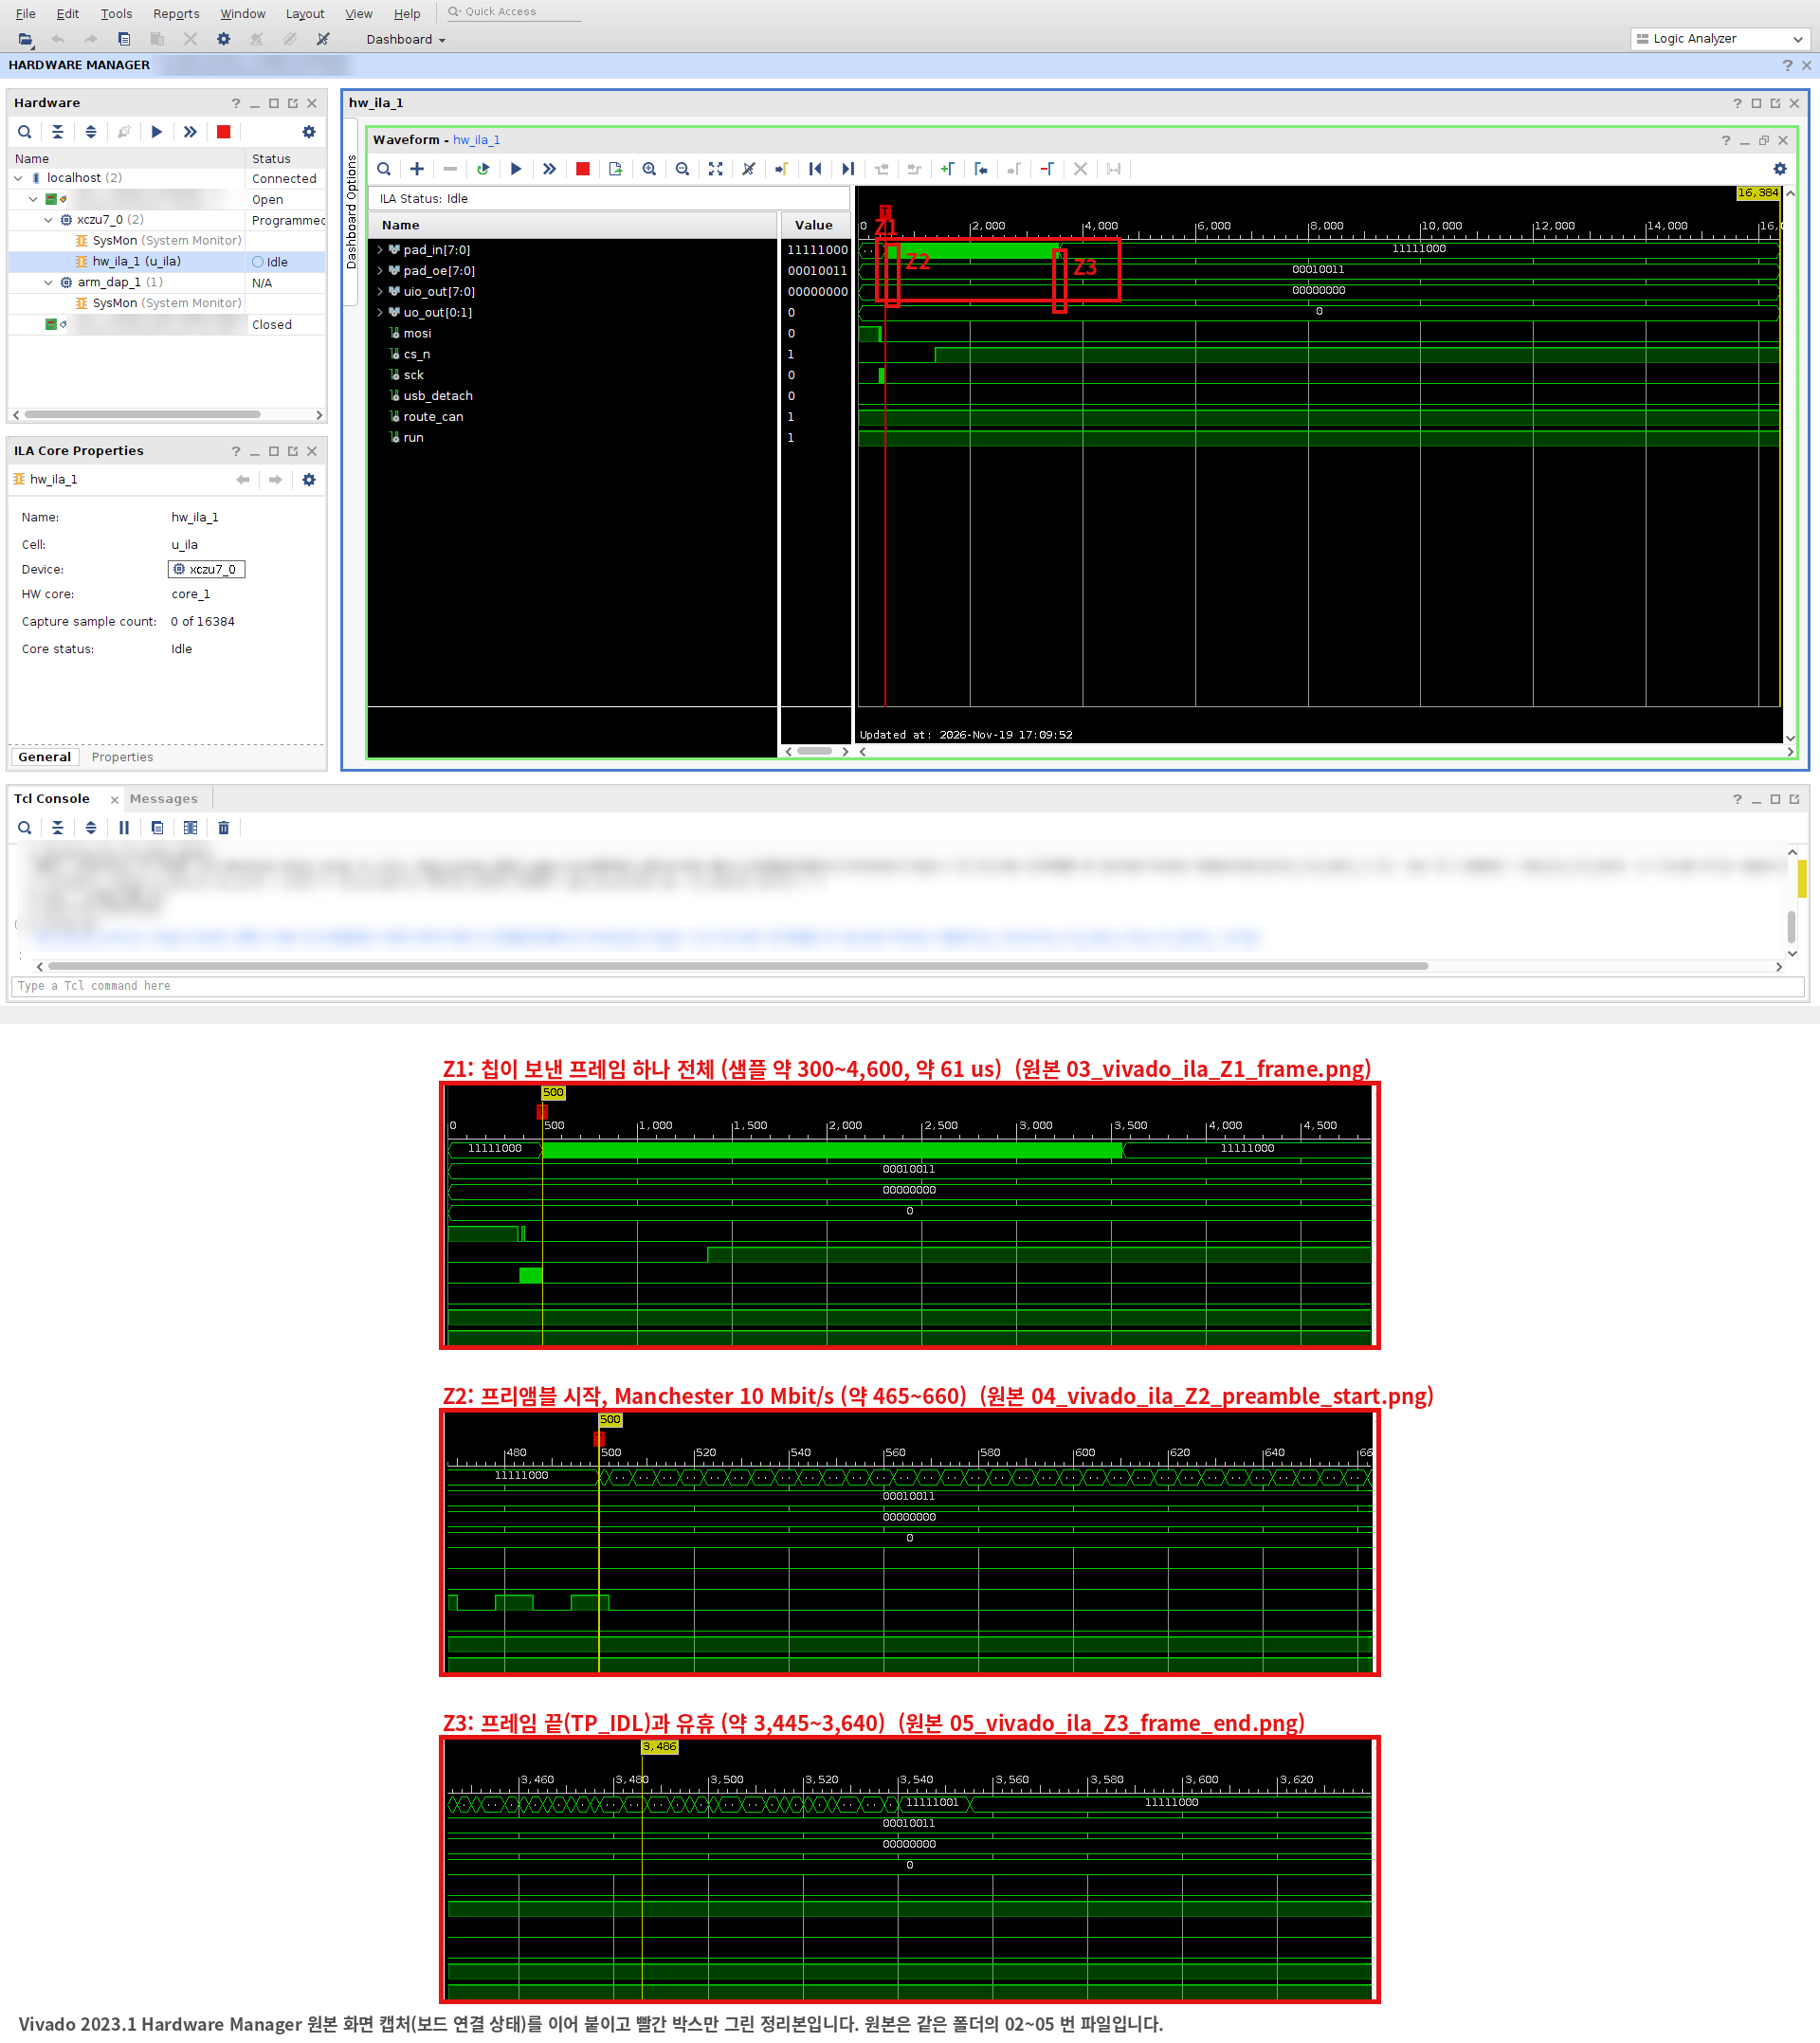 File Edit Tools Reports Window Layout View Help Quick Access
Dashboard Logic Analyzer
HARDWARE MANAGER
Hardware
Name Status
localhost (2) Connected
Open
xczu7_0 (2) Programmed
SysMon (System Monitor)
hw_ila_1 (u_ila) Idle
arm_dap_1 (1) N/A
SysMon (System Monitor)
Closed
ILA Core Properties
hw_ila_1
Name: hw_ila_1
Cell: u_ila
Device: xczu7_0
HW core: core_1
Capture sample count: 0 of 16384
Core status: Idle
General Properties
hw_ila_1
Dashboard Options
Waveform - hw_ila_1
ILA Status: Idle
Name Value
pad_in[7:0] 11111000
pad_oe[7:0] 00010011
uio_out[7:0] 00000000
uo_out[0:1] 0
mosi 0
cs_n 1
sck 0
usb_detach 0
route_can 1
run 1
16,384
0 2,000 4,000 6,000 8,000 10,000 12,000 14,000 16,
Z1
Z2
Z3
11111000
00010011
00000000
0
Updated at: 2026-Nov-19 17:09:52
Tcl Console Messages
Type a Tcl command here
Z1: 칩이 보낸 프레임 하나 전체 (샘플 약 300~4,600, 약 61 us) (원본 03_vivado_ila_Z1_frame.png)
500
0 500 1,000 1,500 2,000 2,500 3,000 3,500 4,000 4,500
11111000 11111000
00010011
00000000
0
Z2: 프리앰블 시작, Manchester 10 Mbit/s (약 465~660) (원본 04_vivado_ila_Z2_preamble_start.png)
500
480 500 520 540 560 580 600 620 640 66
11111000
00010011
00000000
0
Z3: 프레임 끝(TP_IDL)과 유휴 (약 3,445~3,640) (원본 05_vivado_ila_Z3_frame_end.png)
3,486
3,460 3,480 3,500 3,520 3,540 3,560 3,580 3,600 3,620
11111001 11111000
00010011
00000000
0
Vivado 2023.1 Hardware Manager 원본 화면 캡처(보드 연결 상태)를 이어 붙이고 빨간 박스만 그린 정리본입니다. 원본은 같은 폴더의 02~05 번 파일입니다.